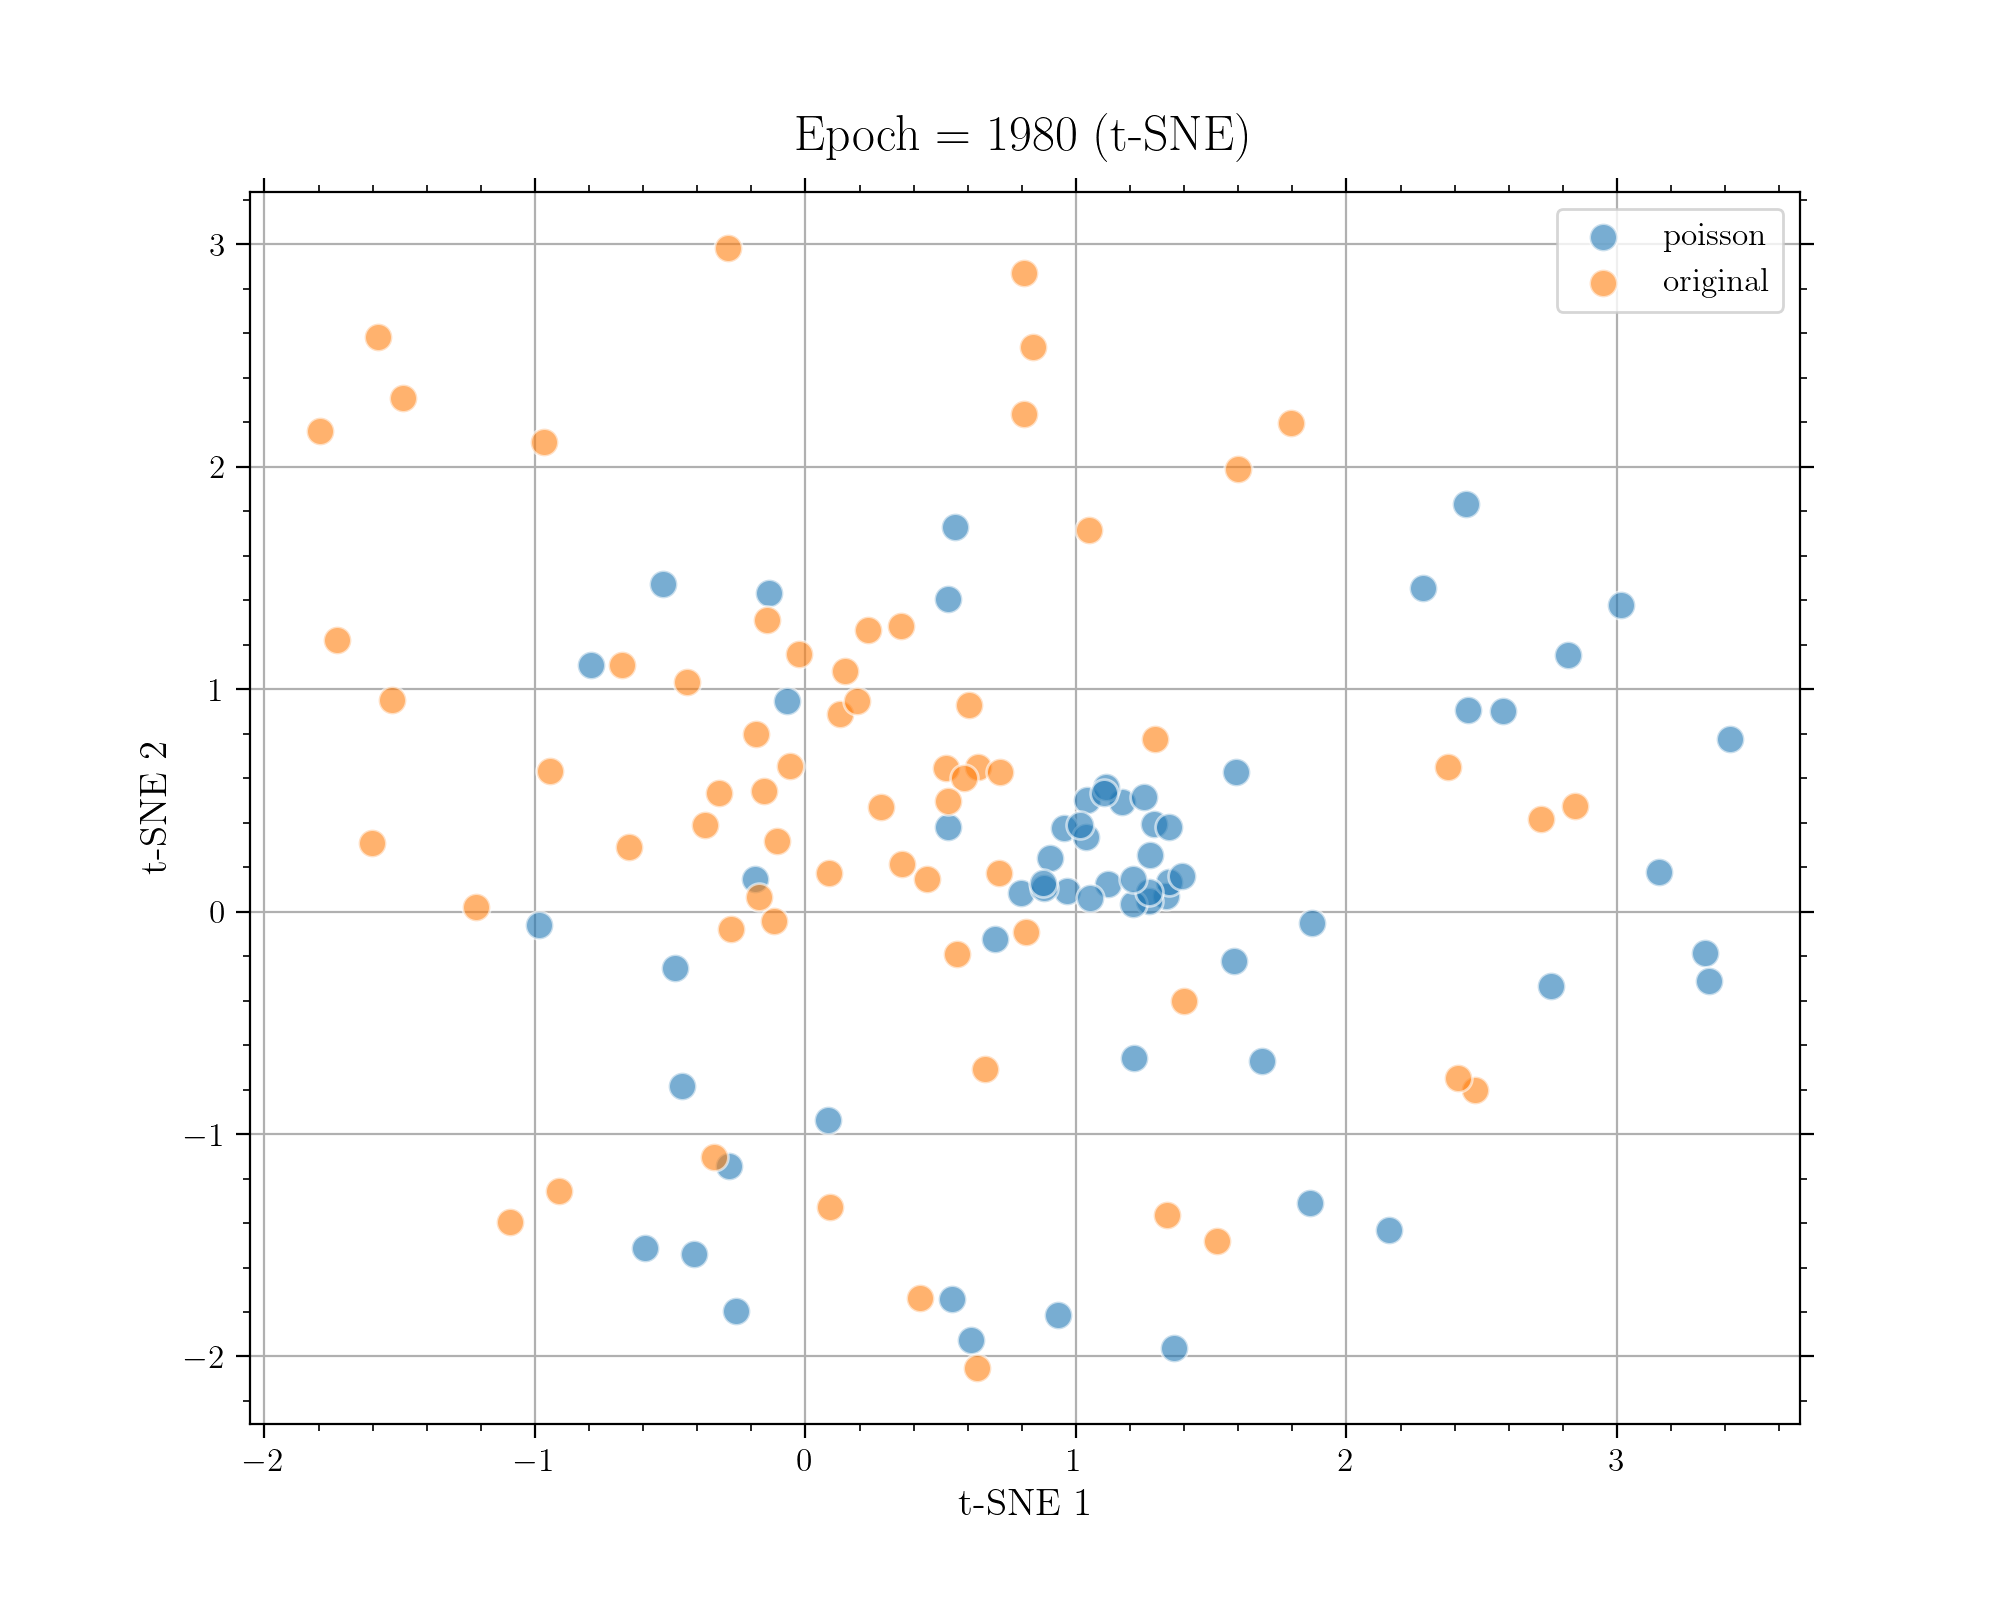 Epoch = 1980 (t-SNE)
poisson
original
3
2
1
0
−1
−2
t-SNE 2
−2
−1
0
1
2
3
t-SNE 1